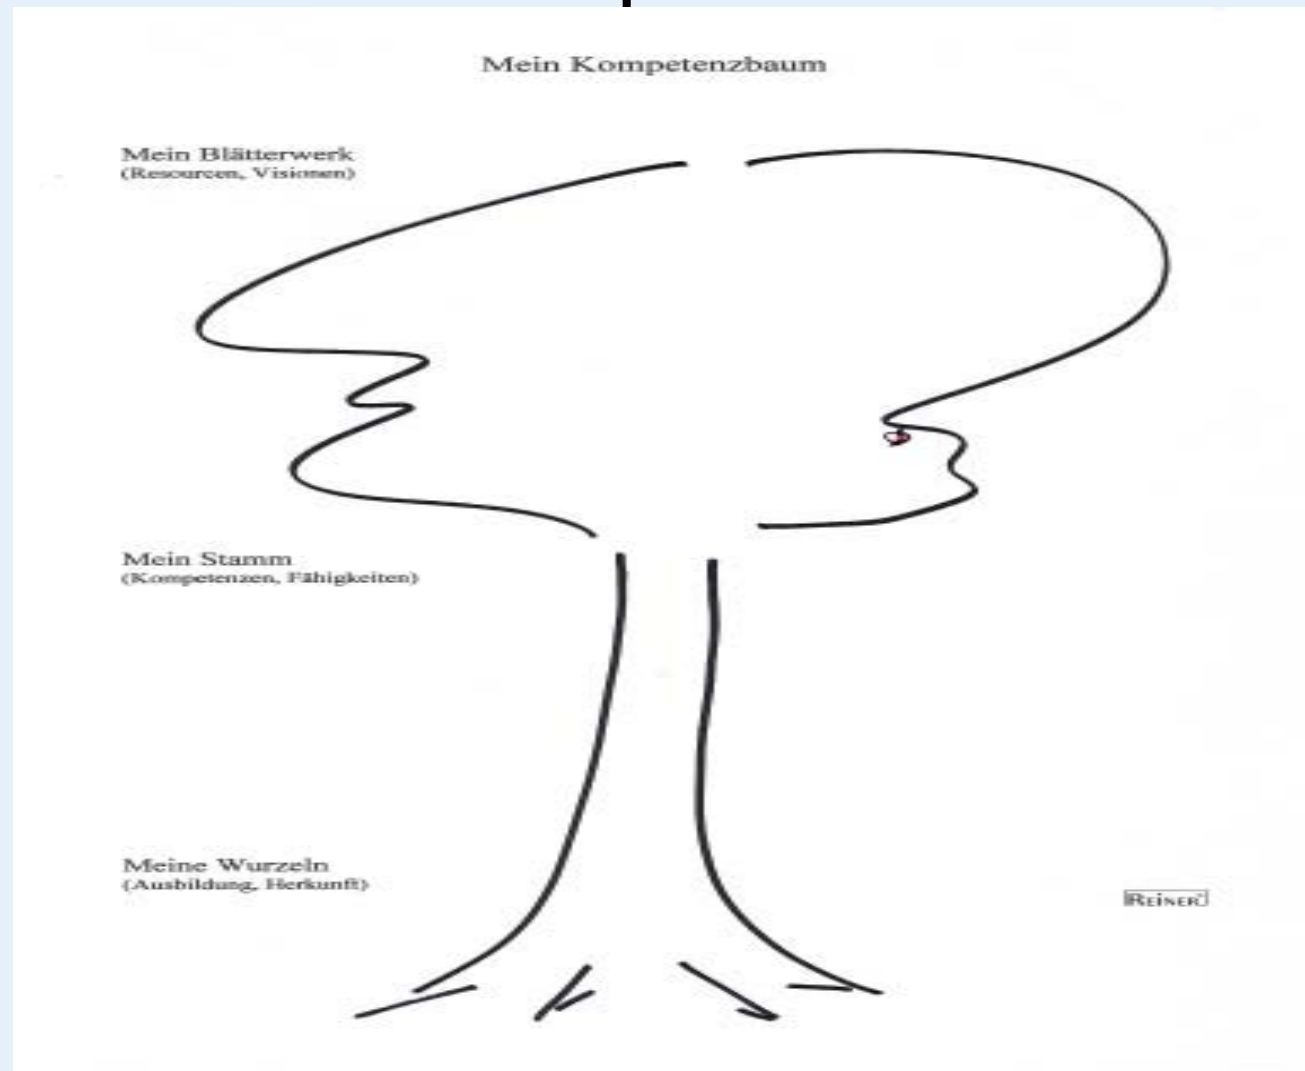 Mein Kompetenzbaum
Mein Blätterwerk
(Resourcen, Visionen)
Mein Stamm
(Kompetenzen, Fähigkeiten)
Meine Wurzeln
(Ausbildung, Herkunft)
REINER